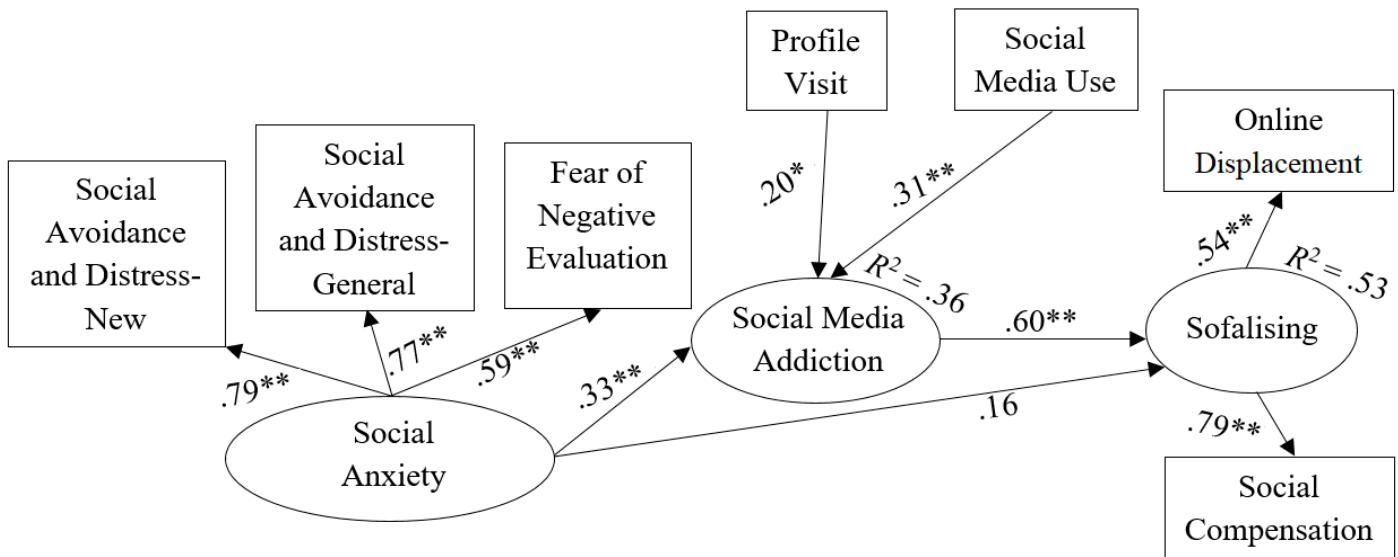 Profile
Visit
Social
Media Use
Online
Displacement
Social
Avoidance
and Distress-
New
Social
Avoidance
and Distress-
General
Fear of
Negative
Evaluation
.20*
.31**
.54**
R² = .53
R² = .36
Social Media
Addiction
.60**
Sofalising
.79**
.77**
.59**
.33**
.16
.79**
Social
Anxiety
Social
Compensation